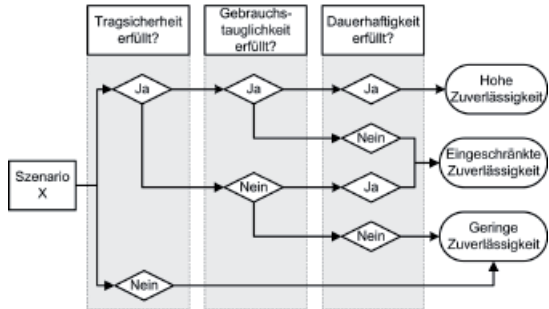 Tragsicherheit
erfüllt?
Gebrauchs-
tauglichkeit
erfüllt?
Dauerhaftigkeit
erfüllt?
Ja
Ja
Ja
Hohe
Zuverlässigkeit
Nein
Eingeschränkte
Zuverlässigkeit
Szenario
X
Nein
Ja
Nein
Geringe
Zuverlässigkeit
Nein